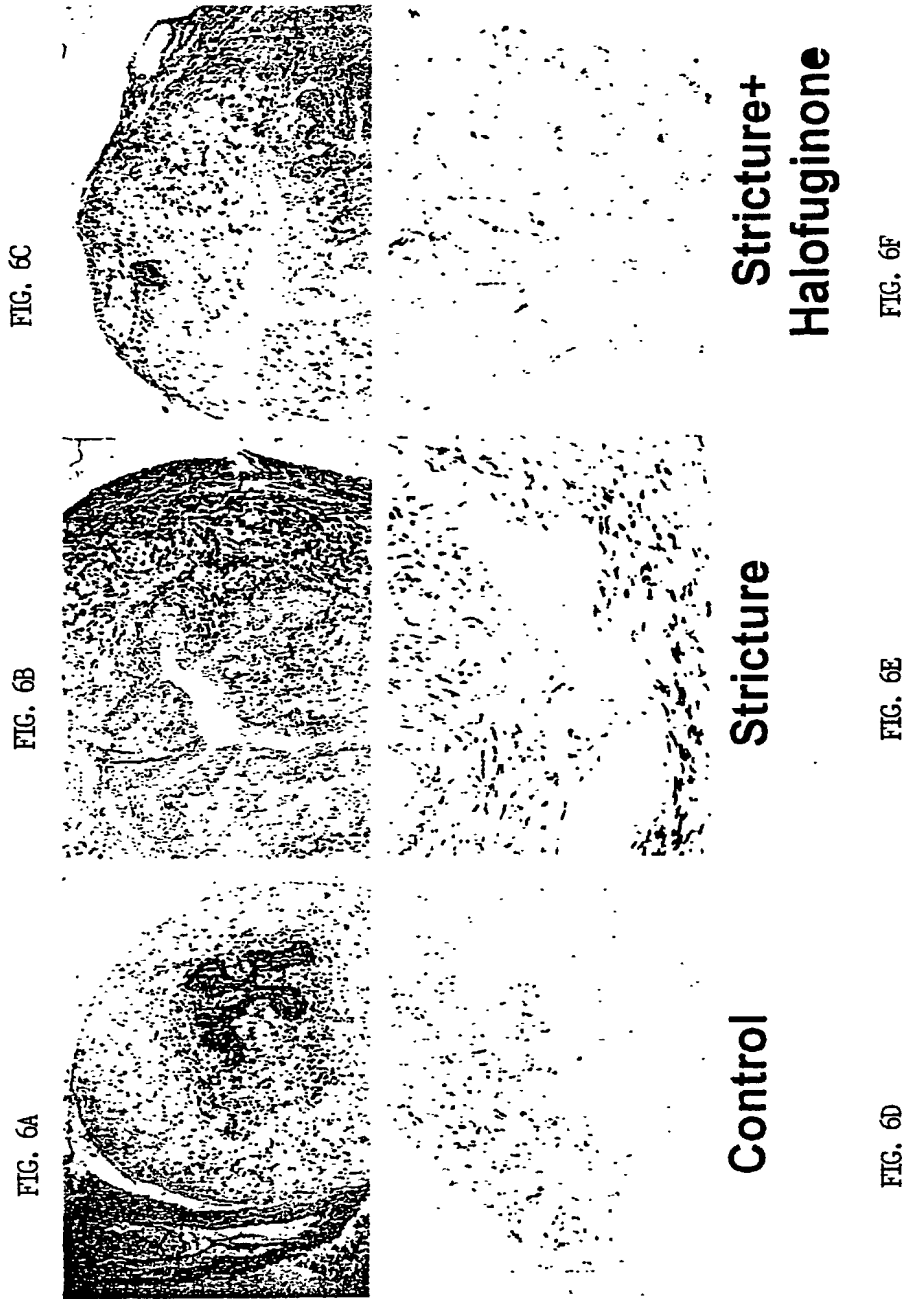 FIG. 6A
FIG. 6B
FIG. 6C
Control
Stricture
Stricture+
Halofuginone
FIG. 6D
FIG. 6E
FIG. 6F